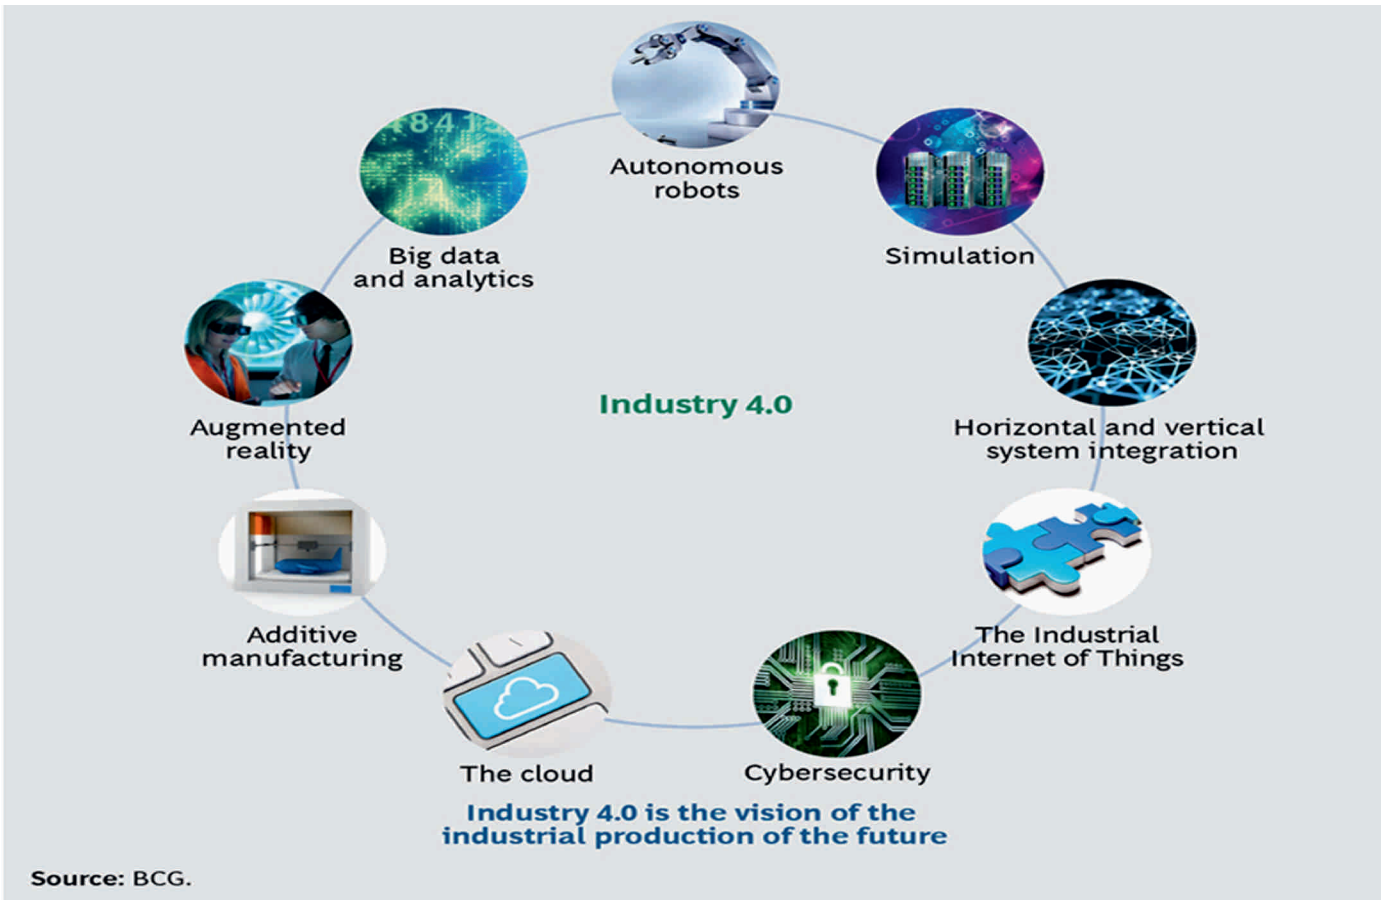 Autonomous
robots
Simulation
Horizontal and vertical
system integration
The Industrial
Internet of Things
Cybersecurity
The cloud
Additive
manufacturing
Augmented
reality
Big data
and analytics
Industry 4.0
Industry 4.0 is the vision of the
industrial production of the future
Source: BCG.